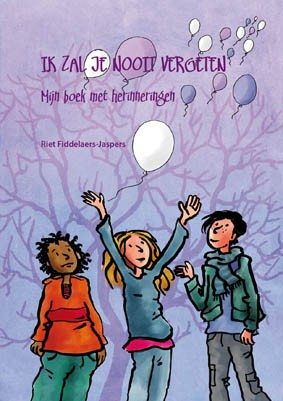 IK ZAL JE NOOIT VERGETEN
Mijn boek met herinneringen
Riet Fiddelaers-Jaspers